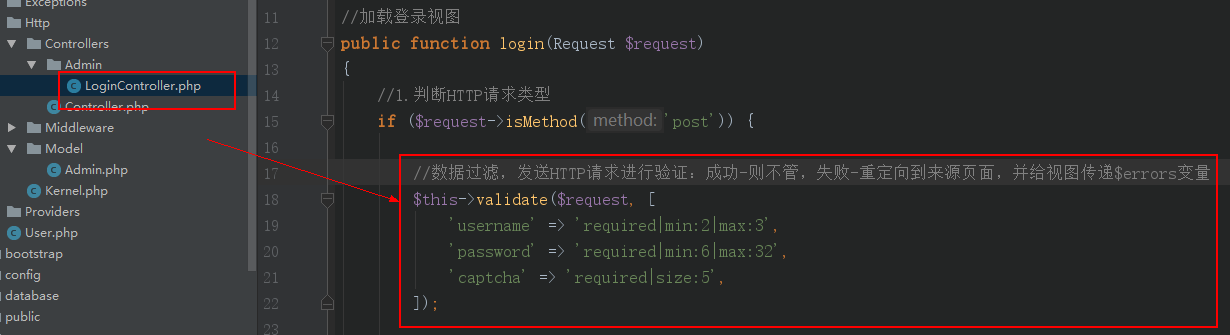 Exceptions
Http
Controllers
Admin
LoginController.php
Controller.php
Middleware
Model
Admin.php
Kernel.php
Providers
User.php
bootstrap
config
database
public
11 //加载登录视图
12 public function login(Request $request)
13 {
14 //1.判断HTTP请求类型
15 if ($request->isMethod( method: 'post')) {
16
17 //数据过滤，发送HTTP请求进行验证：成功-则不管，失败-重定向到来源页面，并给视图传递$errors变量
18 $this->validate($request, [
19 'username' => 'required|min:2|max:3',
20 'password' => 'required|min:6|max:32',
21 'captcha' => 'required|size:5',
22 ]);
23